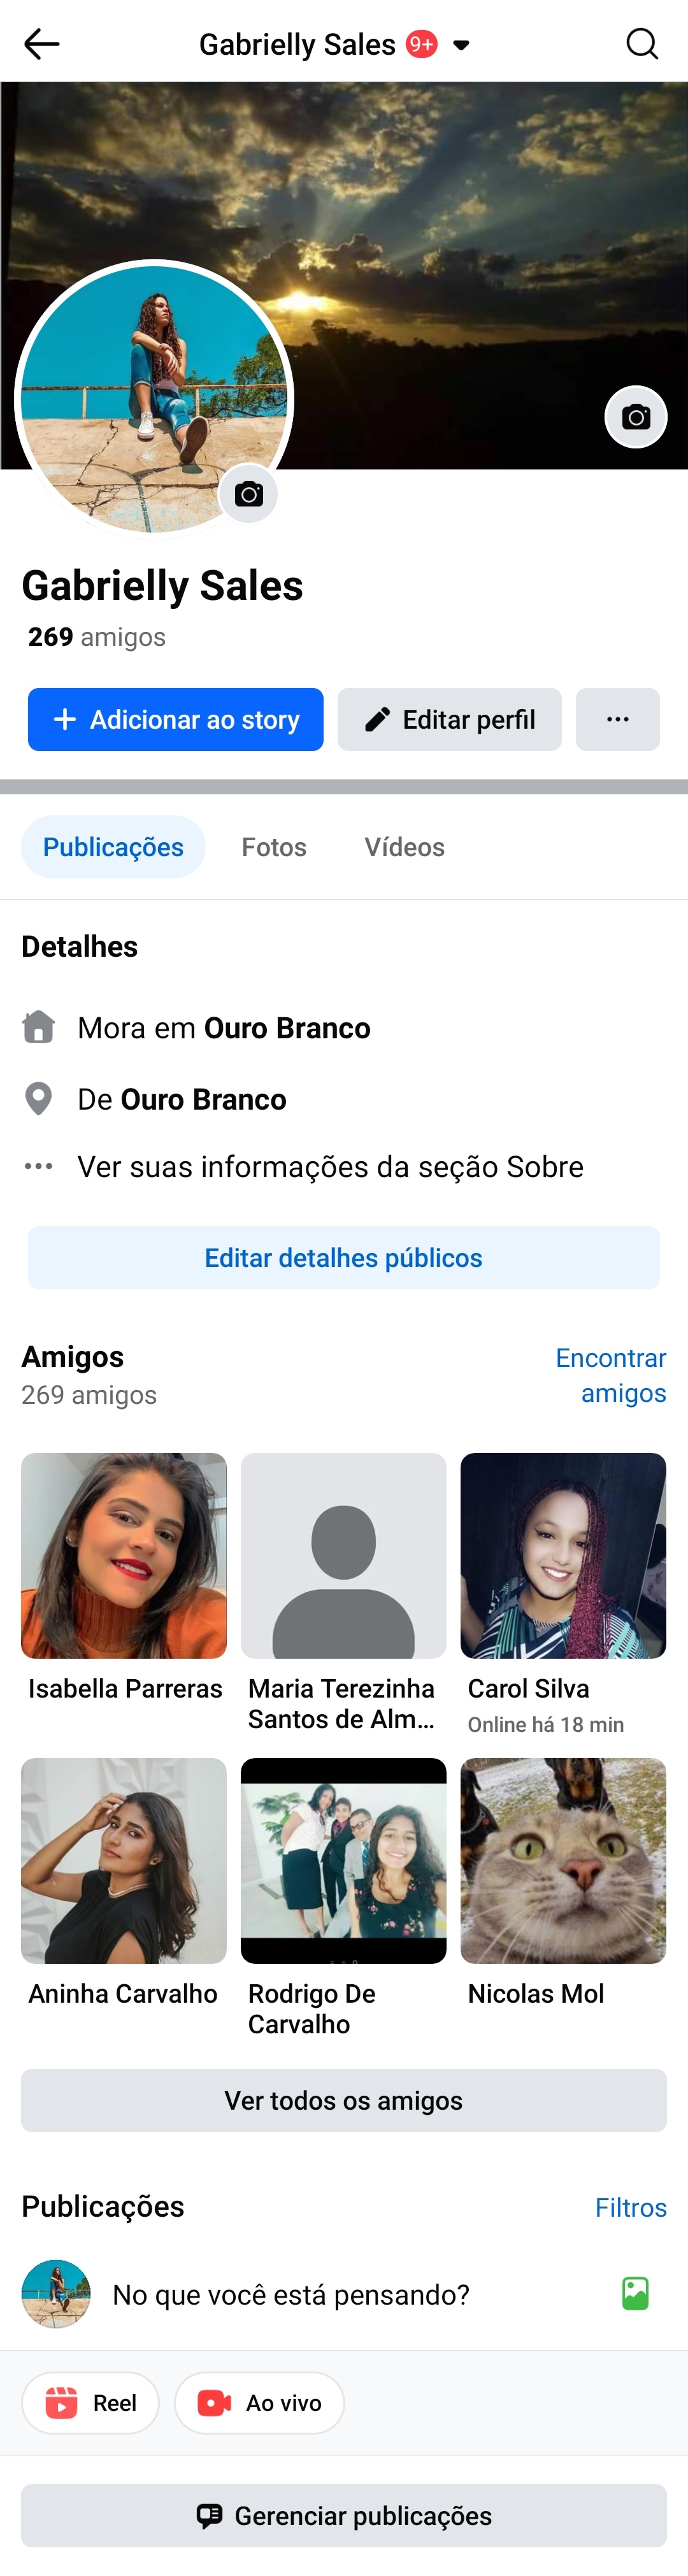 Gabrielly Sales 9+
Gabrielly Sales
269 amigos
Adicionar ao story
Editar perfil
Publicações
Fotos
Vídeos
Detalhes
Mora em Ouro Branco
De Ouro Branco
Ver suas informações da seção Sobre
Editar detalhes públicos
Amigos
Encontrar
amigos
269 amigos
Isabella Parreras
Maria Terezinha
Santos de Alm...
Carol Silva
Online há 18 min
Aninha Carvalho
Rodrigo De
Carvalho
Nicolas Mol
Ver todos os amigos
Publicações
Filtros
No que você está pensando?
Reel
Ao vivo
Gerenciar publicações